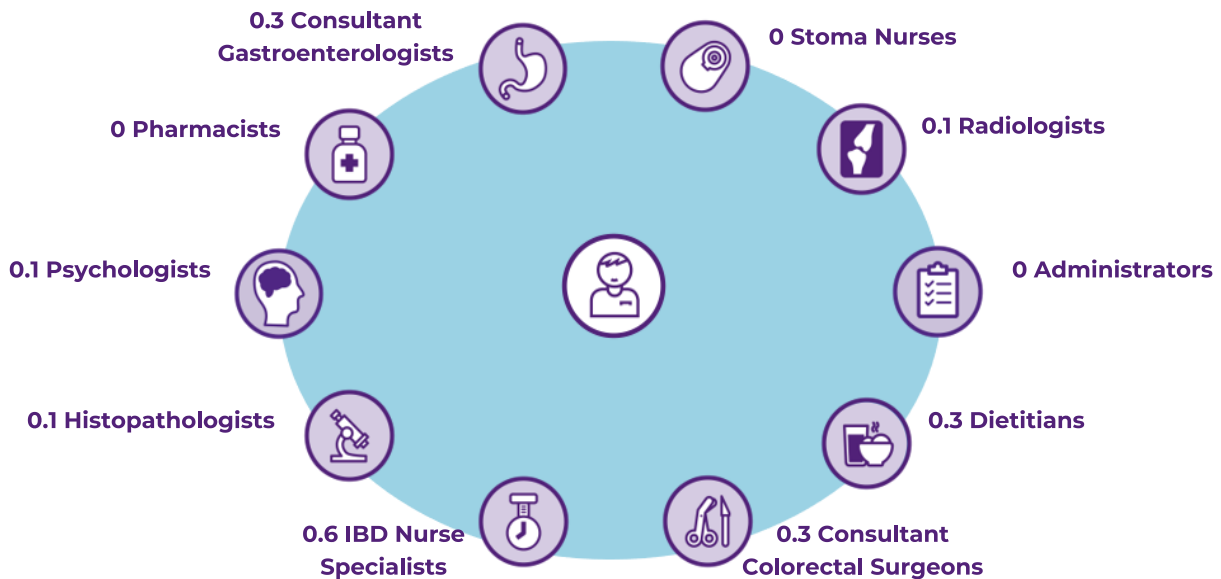 0.3 Consultant
Gastroenterologists
0 Stoma Nurses
0 Pharmacists
0.1 Radiologists
0.1 Psychologists
0 Administrators
0.1 Histopathologists
0.3 Dietitians
0.6 IBD Nurse
Specialists
0.3 Consultant
Colorectal Surgeons